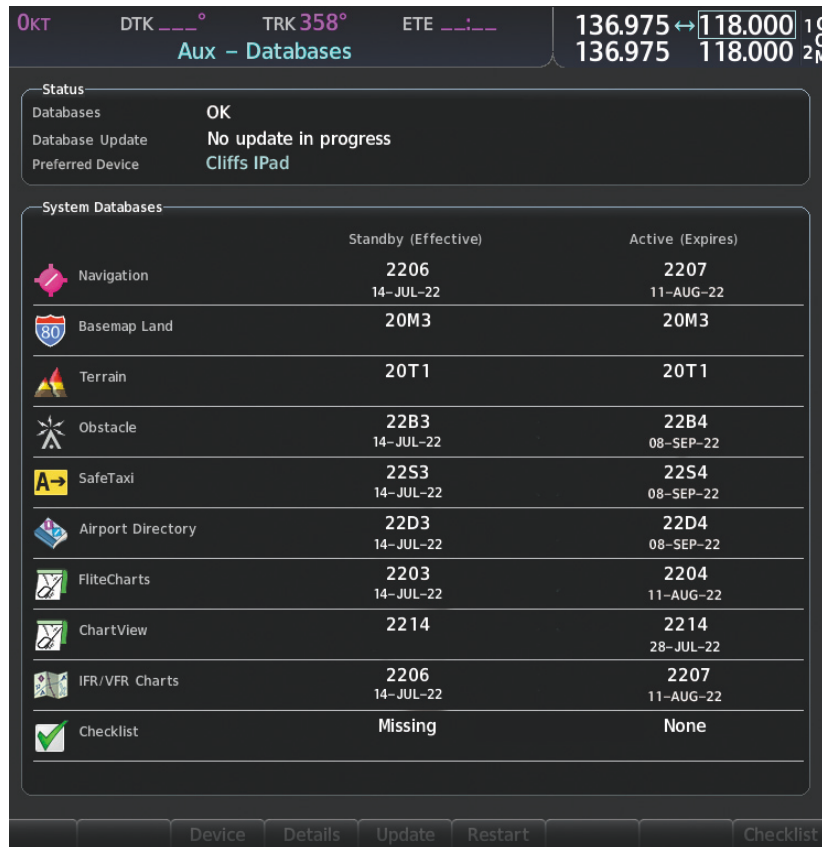 0KT DTK ___° TRK 358° ETE __:__ 136.975 ↔ 118.000 1
Aux – Databases 136.975 118.000 2
Status
Databases OK
Database Update No update in progress
Preferred Device Cliffs IPad
System Databases
Standby (Effective) Active (Expires)
Navigation 2206 2207
14–JUL–22 11–AUG–22
80 Basemap Land 20M3 20M3
Terrain 20T1 20T1
Obstacle 22B3 22B4
14–JUL–22 08–SEP–22
A→ SafeTaxi 22S3 22S4
14–JUL–22 08–SEP–22
Airport Directory 22D3 22D4
14–JUL–22 08–SEP–22
FliteCharts 2203 2204
14–JUL–22 11–AUG–22
ChartView 2214 2214
28–JUL–22
IFR/VFR Charts 2206 2207
14–JUL–22 11–AUG–22
Checklist Missing None
Device Details Update Restart Checklist